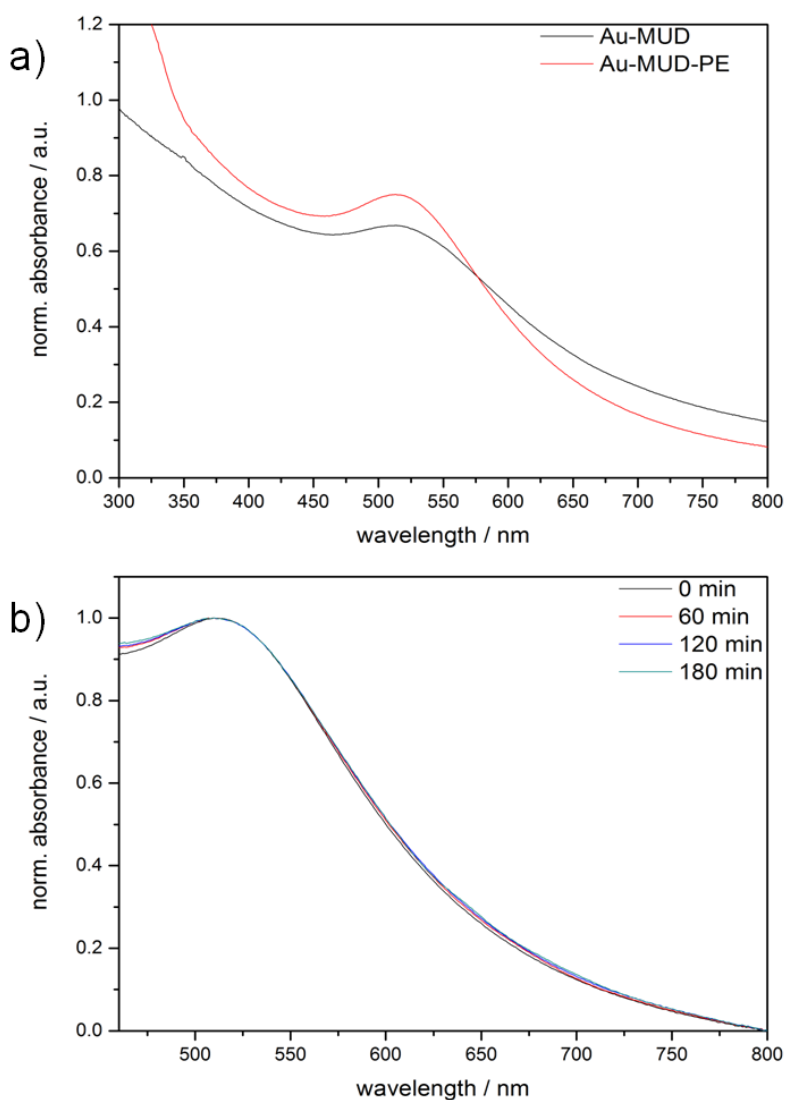 a)
Au-MUD
Au-MUD-PE
norm. absorbance / a.u.
1.2
1.0
0.8
0.6
0.4
0.2
0.0
300 350 400 450 500 550 600 650 700 750 800
wavelength / nm
b)
0 min
60 min
120 min
180 min
norm. absorbance / a.u.
1.0
0.8
0.6
0.4
0.2
0.0
500 550 600 650 700 750 800
wavelength / nm